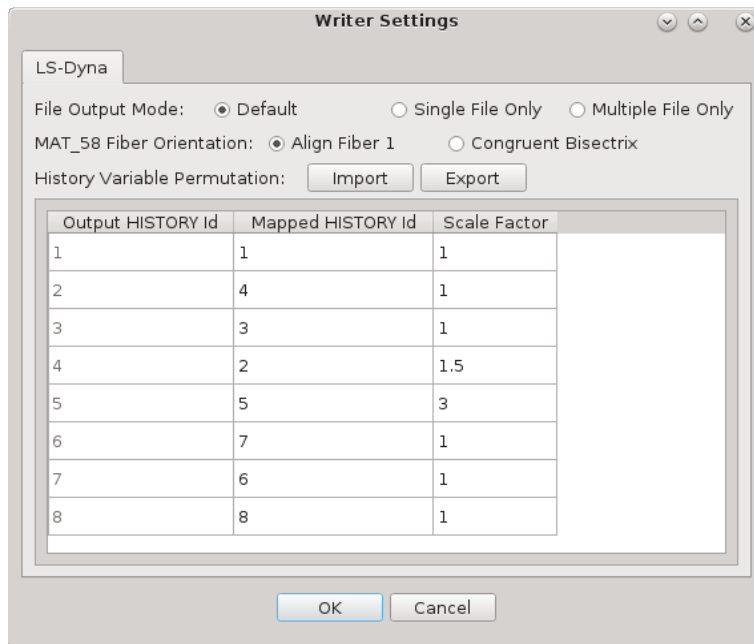 Writer Settings
LS-Dyna
File Output Mode: Default Single File Only Multiple File Only
MAT_58 Fiber Orientation: Align Fiber 1 Congruent Bisectrix
History Variable Permutation: Import Export
Output HISTORY Id Mapped HISTORY Id Scale Factor
1 1 1
2 4 1
3 3 1
4 2 1.5
5 5 3
6 7 1
7 6 1
8 8 1
OK Cancel